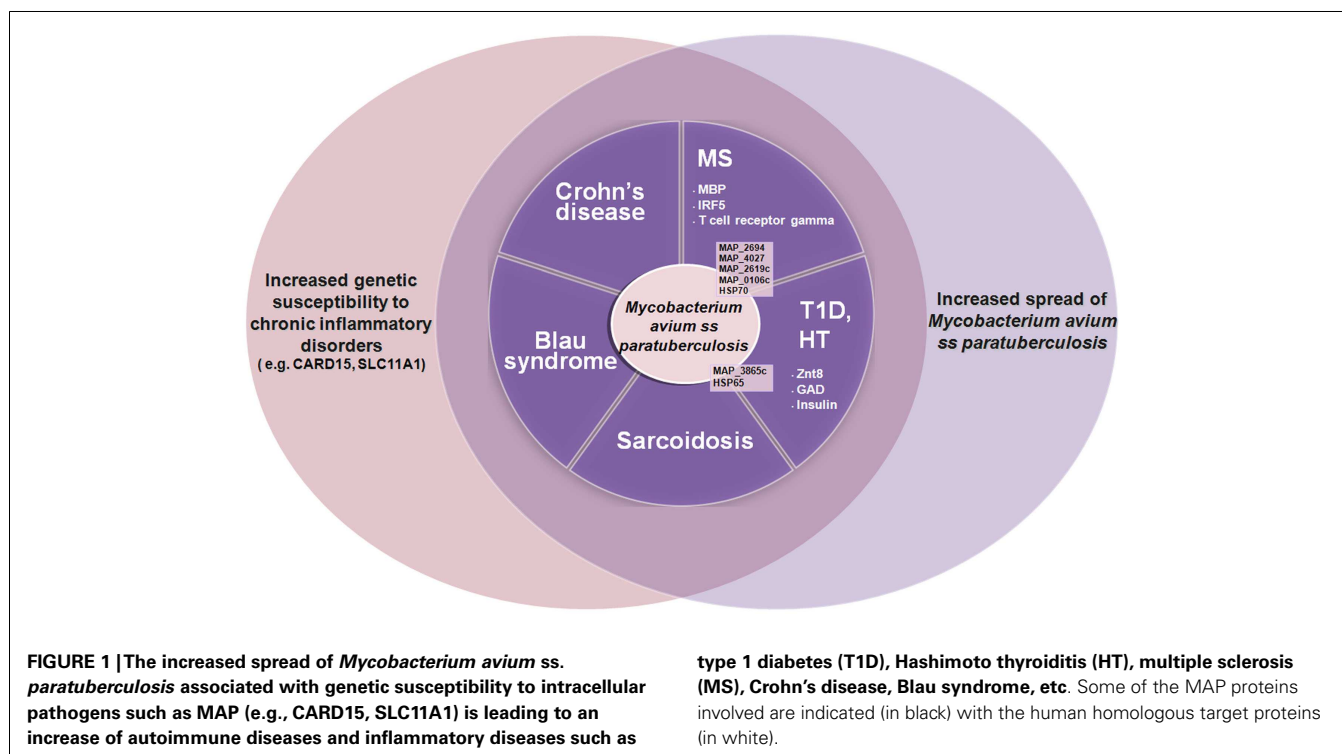 Increased genetic
susceptibility to
chronic inflammatory
disorders
( e.g. CARD15, SLC11A1)
Crohn's
disease
MS
· MBP
· IRF5
· T cell receptor gamma
MAP_2694
MAP_4027
MAP_2619c
MAP_0106c
HSP70
Mycobacterium
avium ss
paratuberculosis
Blau
syndrome
T1D,
HT
· Znt8
· GAD
· Insulin
MAP_3865c
HSP65
Sarcoidosis
Increased spread of
Mycobacterium avium
ss paratuberculosis
FIGURE 1 | The increased spread of Mycobacterium avium ss.
paratuberculosis associated with genetic susceptibility to intracellular
pathogens such as MAP (e.g., CARD15, SLC11A1) is leading to an
increase of autoimmune diseases and inflammatory diseases such as
type 1 diabetes (T1D), Hashimoto thyroiditis (HT), multiple sclerosis
(MS), Crohn's disease, Blau syndrome, etc. Some of the MAP proteins
involved are indicated (in black) with the human homologous target proteins
(in white).